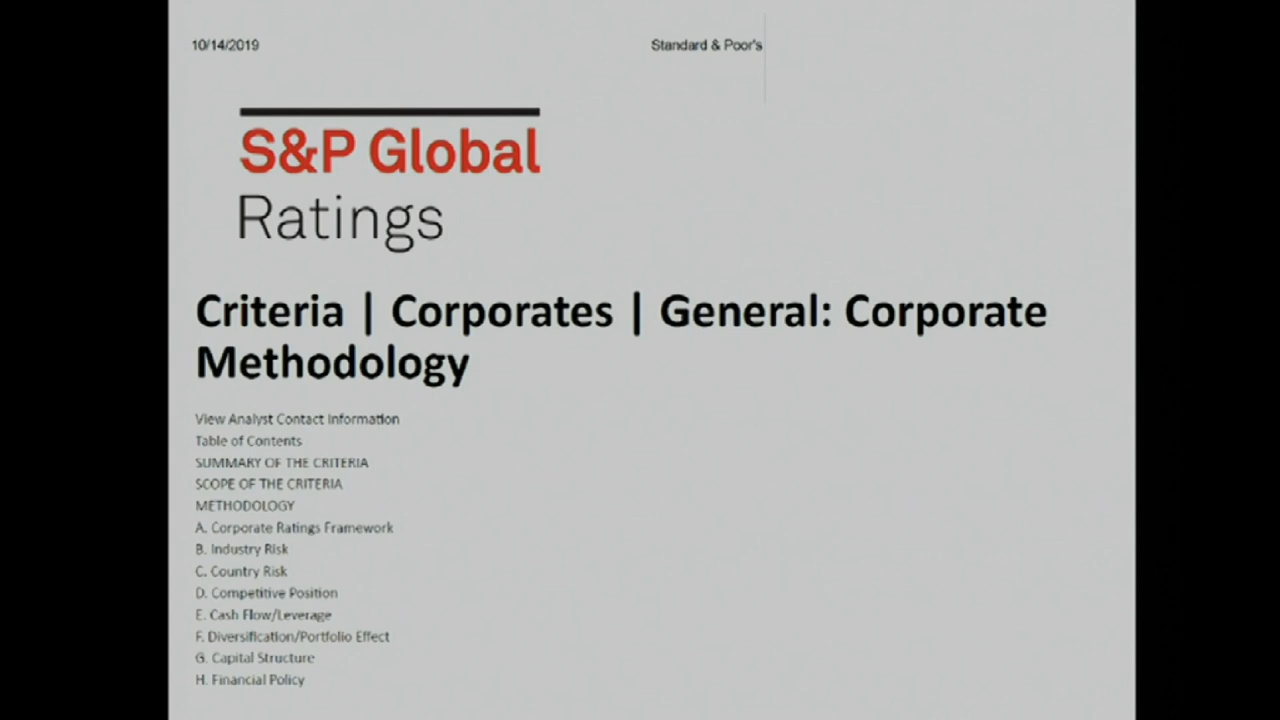 10/14/2019
Standard & Poor's
S&P Global
Ratings
Criteria | Corporates | General: Corporate
Methodology
View Analyst Contact Information
Table of Contents
SUMMARY OF THE CRITERIA
SCOPE OF THE CRITERIA
METHODOLOGY
A. Corporate Ratings Framework
B. Industry Risk
C. Country Risk
D. Competitive Position
E. Cash Flow/Leverage
F. Diversification/Portfolio Effect
G. Capital Structure
H. Financial Policy